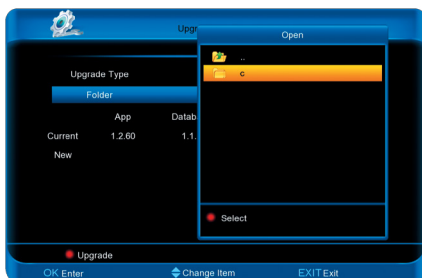 Upgr
Open
..
c
Upgrade Type
Folder
App Datab
Current 1.2.60 1.1.
New
Select
Upgrade
OK Enter Change Item EXIT Exit